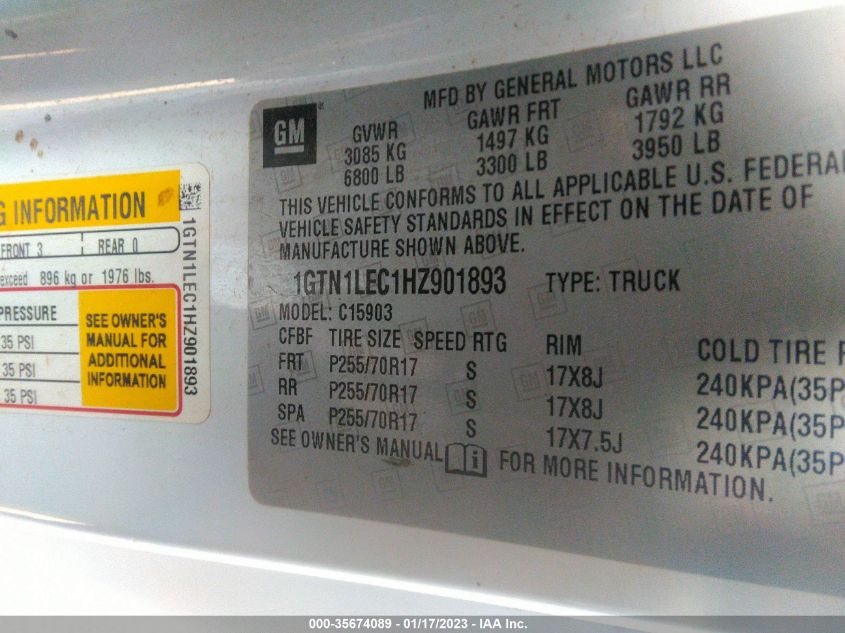 G INFORMATION
FRONT 3 REAR 0
exceed 896 kg or 1976 lbs.
PRESSURE
35 PSI
35 PSI
35 PSI
SEE OWNER'S
MANUAL FOR
ADDITIONAL
INFORMATION
1GTN1LEC1HZ901893
GM
MFD BY GENERAL MOTORS LLC
GVWR GAWR FRT GAWR RR
3085 KG 1497 KG 1792 KG
6800 LB 3300 LB 3950 LB
THIS VEHICLE CONFORMS TO ALL APPLICABLE U.S. FEDERAL
VEHICLE SAFETY STANDARDS IN EFFECT ON THE DATE OF
MANUFACTURE SHOWN ABOVE.
1GTN1LEC1HZ901893 TYPE: TRUCK
MODEL: C15903
CFBF TIRE SIZE SPEED RTG RIM COLD TIRE P
FRT P255/70R17 S 17X8J 240KPA(35P
RR P255/70R17 S 17X8J 240KPA(35P
SPA P255/70R17 S 17X7.5J 240KPA(35P
SEE OWNER'S MANUAL i FOR MORE INFORMATION.
000-35674089 - 01/17/2023 - IAA Inc.